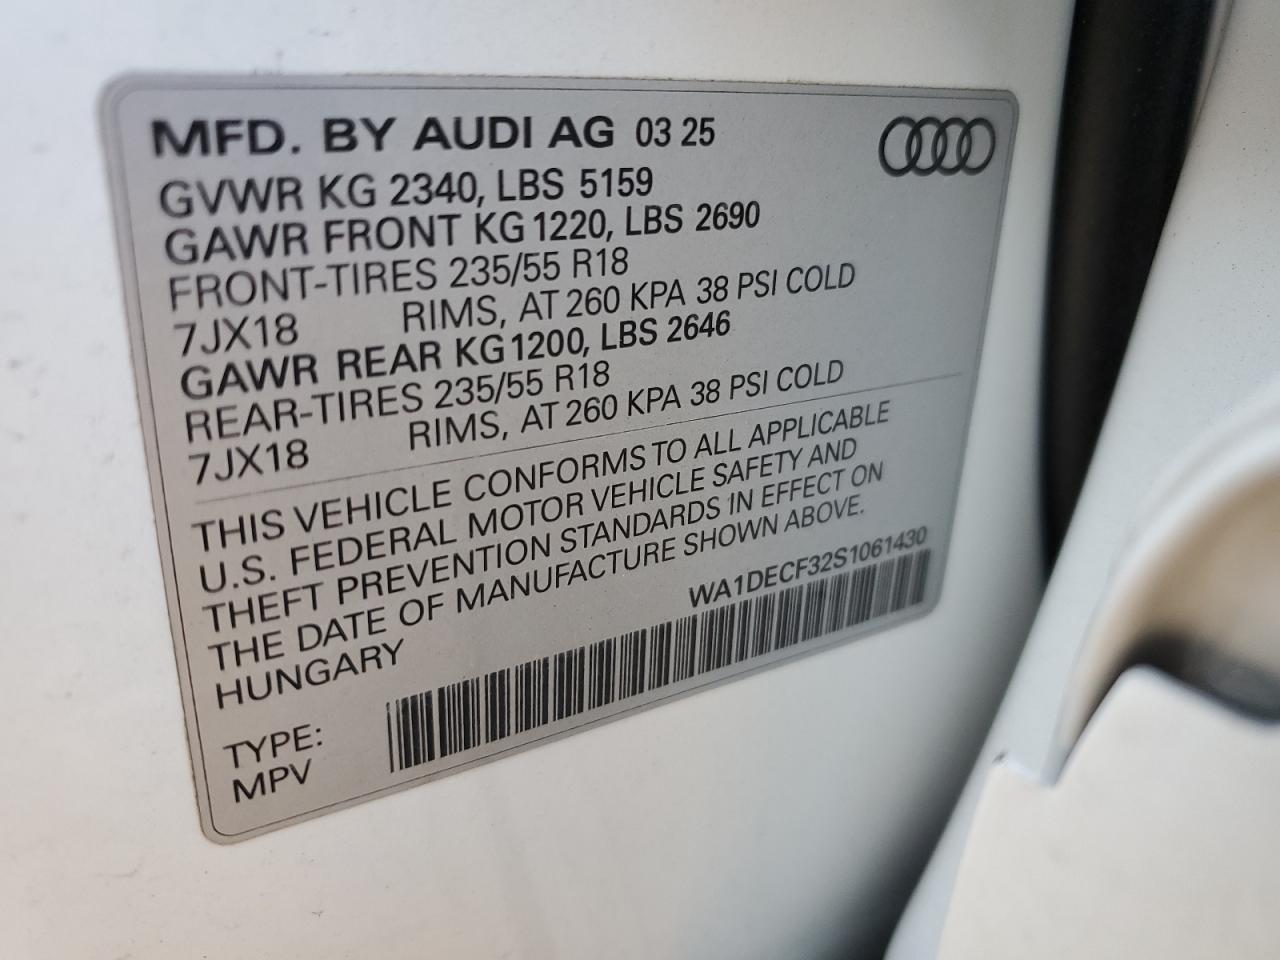 MFD. BY AUDI AG 03 25
GVWR KG 2340, LBS 5159
GAWR FRONT KG 1220, LBS 2690
FRONT-TIRES 235/55 R18
7JX18 RIMS, AT 260 KPA 38 PSI COLD
GAWR REAR KG 1200, LBS 2646
REAR-TIRES 235/55 R18
7JX18 RIMS, AT 260 KPA 38 PSI COLD
THIS VEHICLE CONFORMS TO ALL APPLICABLE
U.S. FEDERAL MOTOR VEHICLE SAFETY AND
THEFT PREVENTION STANDARDS IN EFFECT ON
THE DATE OF MANUFACTURE SHOWN ABOVE.
HUNGARY
WA1DECF32S1061430
TYPE:
MPV